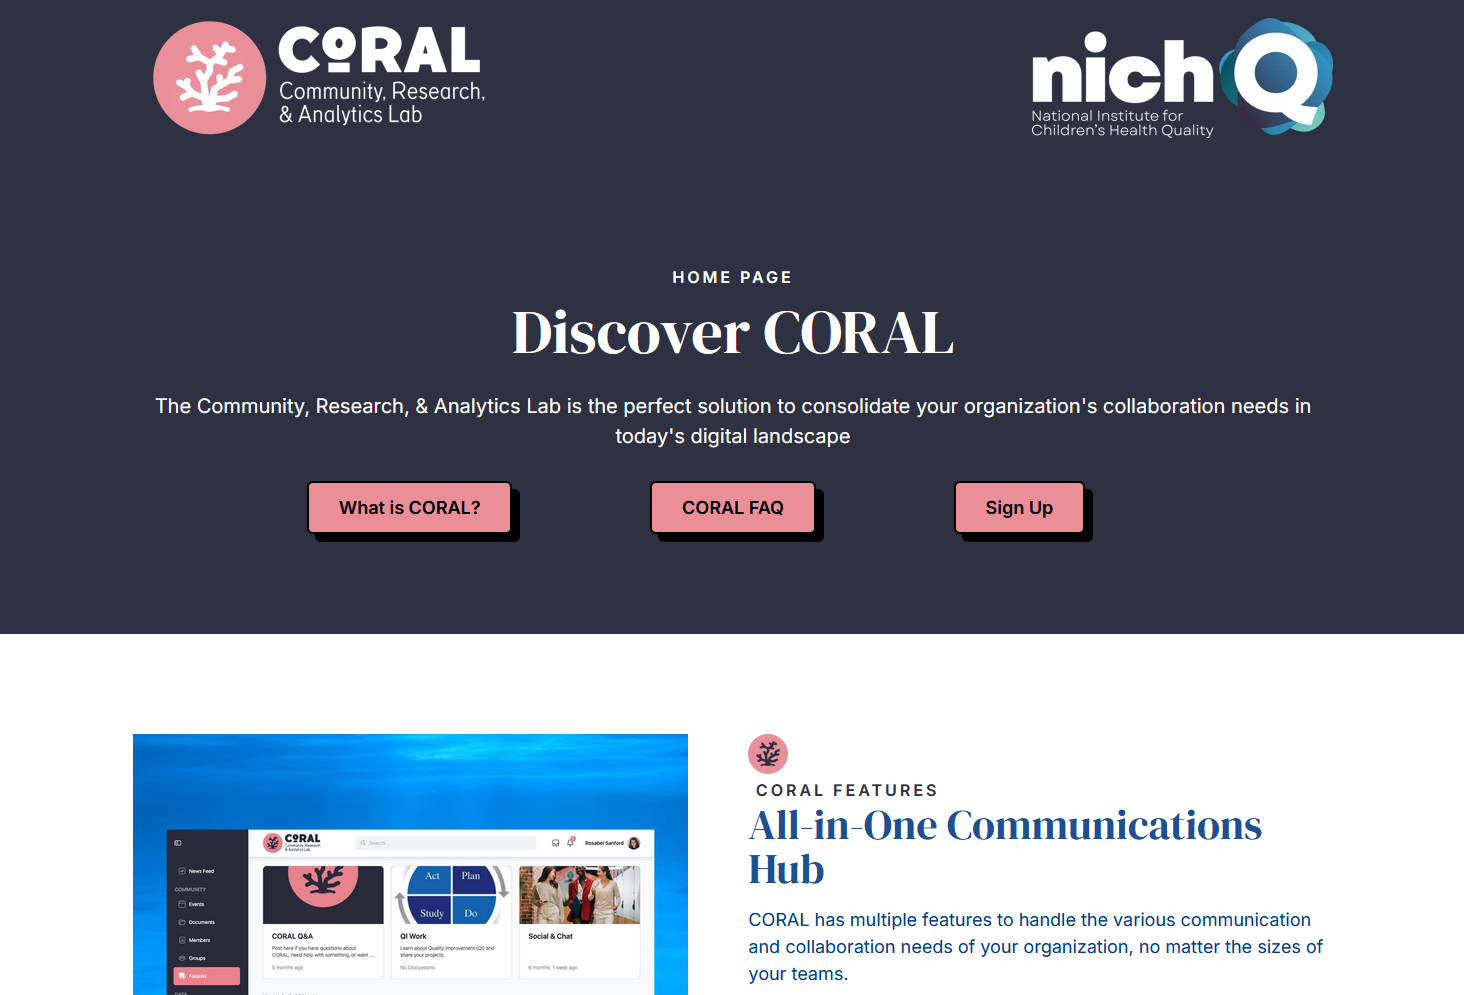 CORAL
Community, Research,
& Analytics Lab
nichQ
National Institute for
Children's Health Quality
HOME PAGE
Discover CORAL
The Community, Research, & Analytics Lab is the perfect solution to consolidate your organization's collaboration needs in
today's digital landscape
What is CORAL?
CORAL FAQ
Sign Up
CORAL FEATURES
All-in-One Communications
Hub
CORAL has multiple features to handle the various communication
and collaboration needs of your organization, no matter the sizes of
your teams.
CORAL
Community, Research,
& Analytics Lab
Search...
Rosabel Sanford
News Feed
COMMUNITY
Events
Documents
Members
Groups
Forums
Act
Plan
Study
Do
CORAL Q&A
Post here if you have questions about
CORAL, need help with something, or want ...
5 months ago
QI Work
Learn about Quality Improvement (QI) and
share your projects.
No Discussions
Social & Chat
6 months, 1 week ago